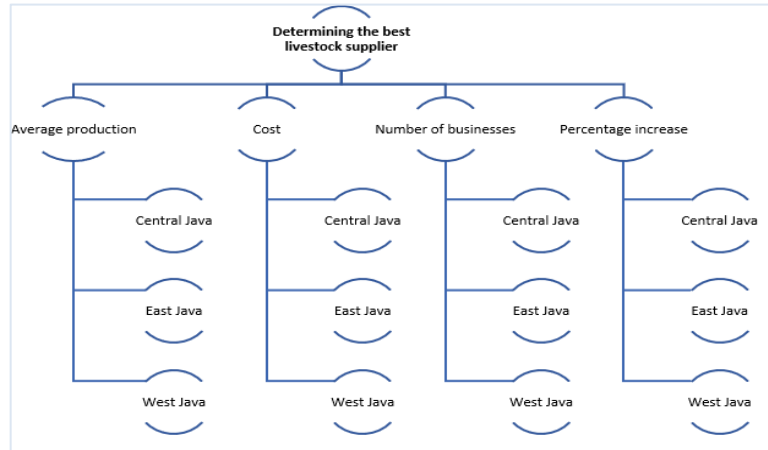 Determining the best
livestock supplier
Average production
Cost
Number of businesses
Percentage increase
Central Java
Central Java
Central Java
Central Java
East Java
East Java
East Java
East Java
West Java
West Java
West Java
West Java